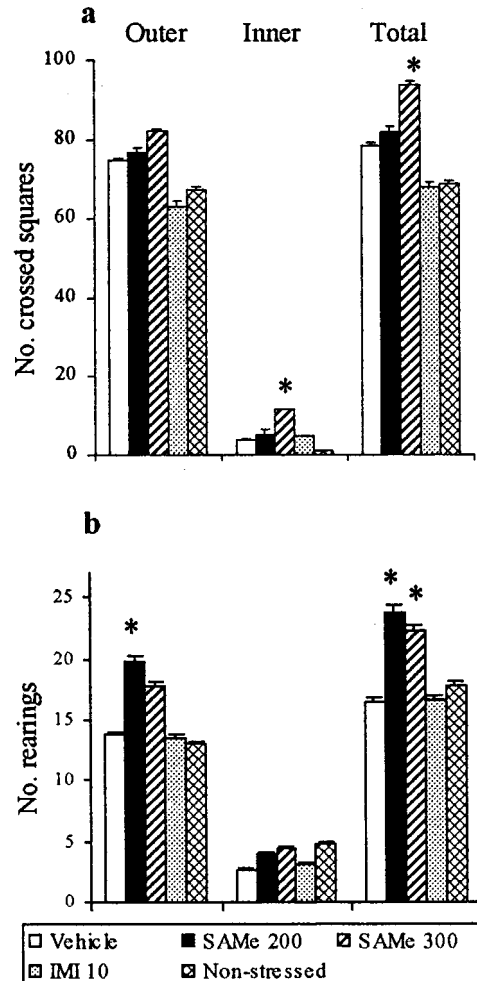 a
Outer Inner Total
100
80
60
40
20
0
No. crossed squares
*
*
b
25
20
15
10
5
0
No. rearings
*
* *
Vehicle SAMe 200 SAMe 300
IMI 10 Non-stressed